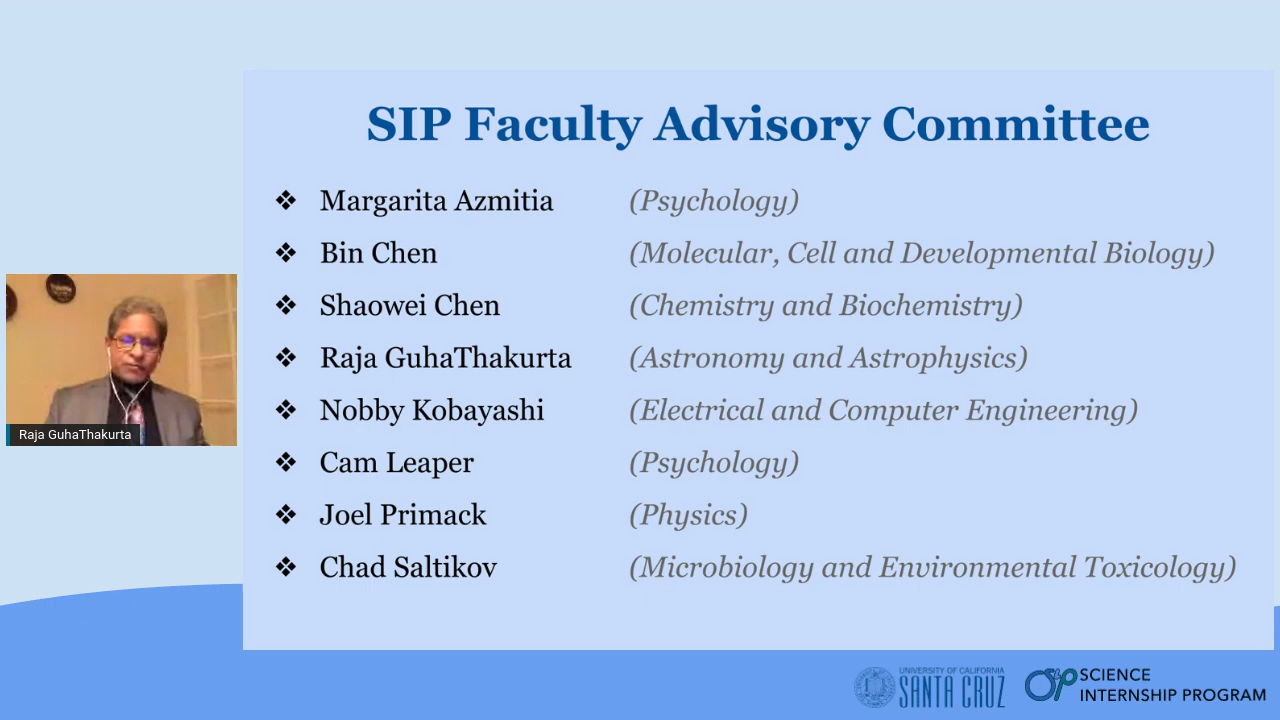 SIP Faculty Advisory Committee
❖ Margarita Azmitia (Psychology)
❖ Bin Chen (Molecular, Cell and Developmental Biology)
❖ Shaowei Chen (Chemistry and Biochemistry)
❖ Raja GuhaThakurta (Astronomy and Astrophysics)
❖ Nobby Kobayashi (Electrical and Computer Engineering)
❖ Cam Leaper (Psychology)
❖ Joel Primack (Physics)
❖ Chad Saltikov (Microbiology and Environmental Toxicology)
Raja GuhaThakurta
UNIVERSITY OF CALIFORNIA
SANTA CRUZ
SIP
SCIENCE
INTERNSHIP PROGRAM